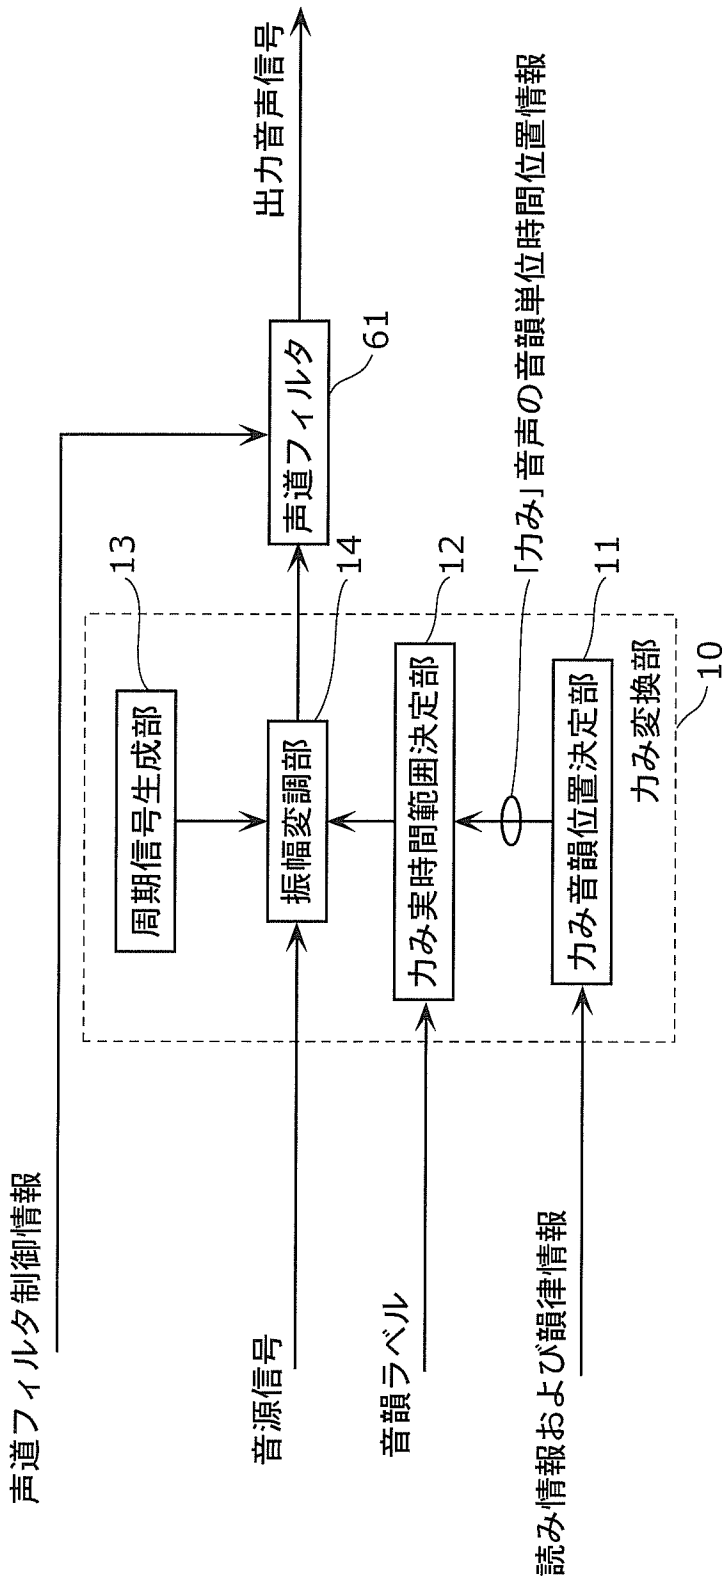 声道フィルタ制御情報
音源信号
音韻ラベル
読み情報および韻律情報
周期信号生成部
13
振幅変調部
14
力み実時間範囲決定部
12
「力み」音声の音韻単位時間位置情報
力み音韻位置決定部
11
力み変換部
10
声道フィルタ
61
出力音声信号